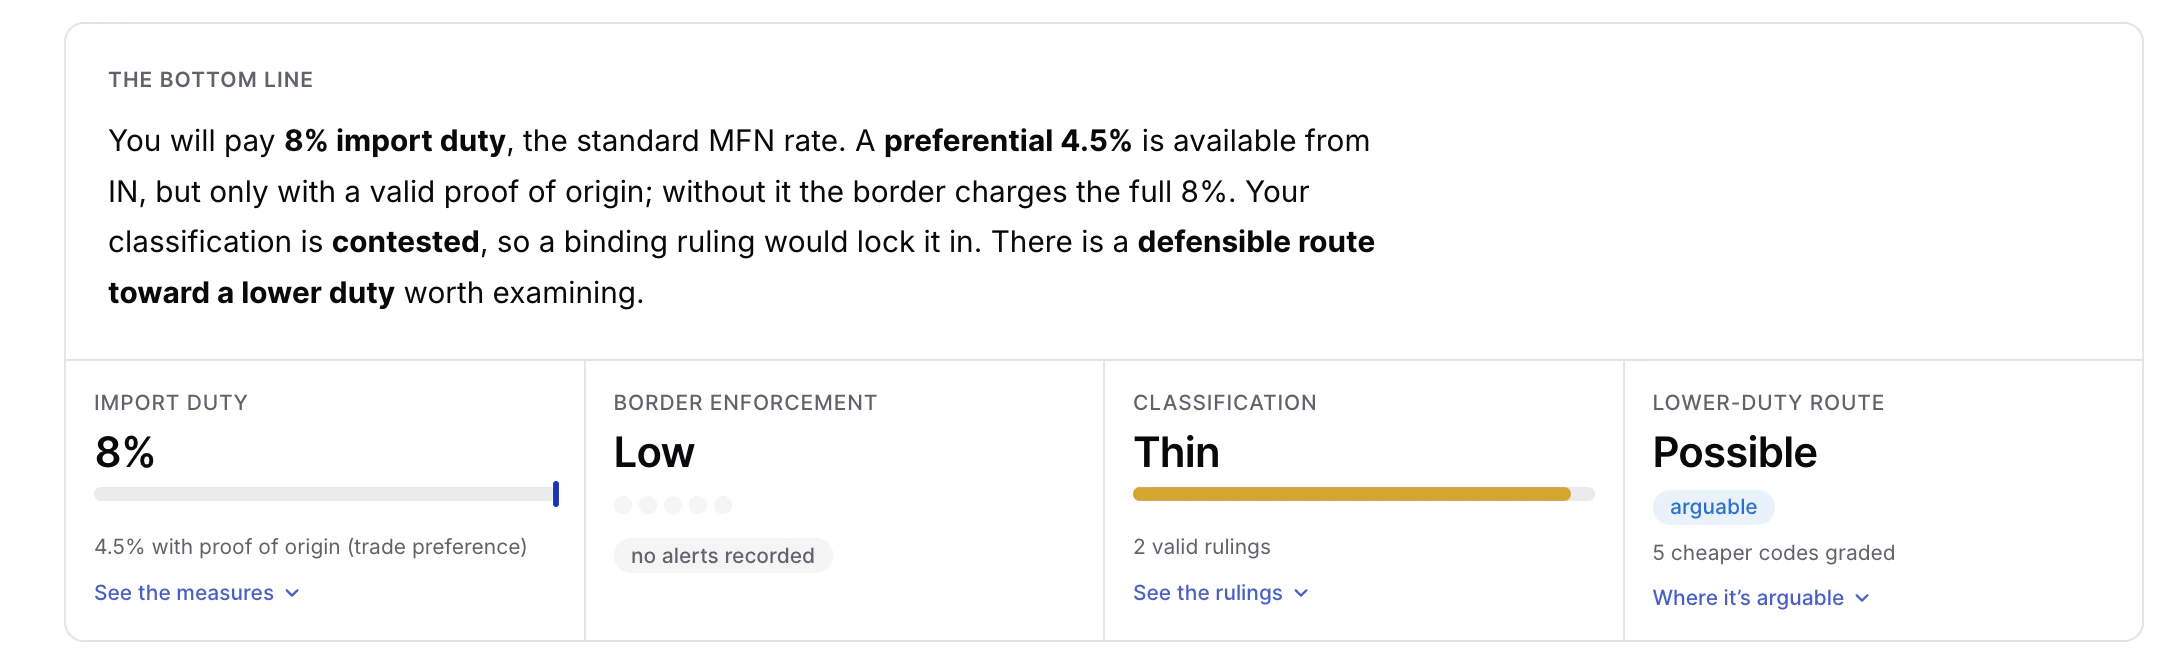 THE BOTTOM LINE
You will pay 8% import duty, the standard MFN rate. A preferential 4.5% is available from
IN, but only with a valid proof of origin; without it the border charges the full 8%. Your
classification is contested, so a binding ruling would lock it in. There is a defensible route
toward a lower duty worth examining.
IMPORT DUTY
8%
4.5% with proof of origin (trade preference)
See the measures
BORDER ENFORCEMENT
Low
no alerts recorded
CLASSIFICATION
Thin
2 valid rulings
See the rulings
LOWER-DUTY ROUTE
Possible
arguable
5 cheaper codes graded
Where it’s arguable